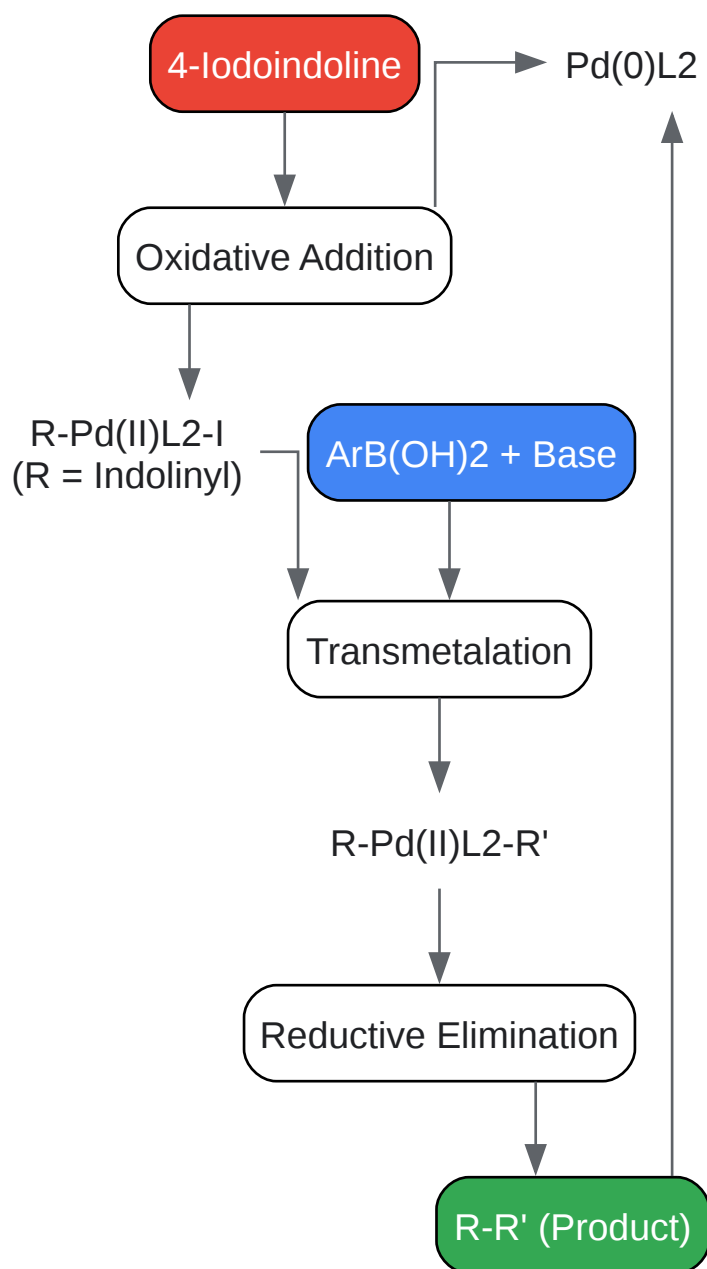 4-Iodoindoline
Pd(0)L2
Oxidative Addition
R-Pd(II)L2-I
(R = Indolinyl)
ArB(OH)2 + Base
Transmetalation
R-Pd(II)L2-R'
Reductive Elimination
R-R' (Product)